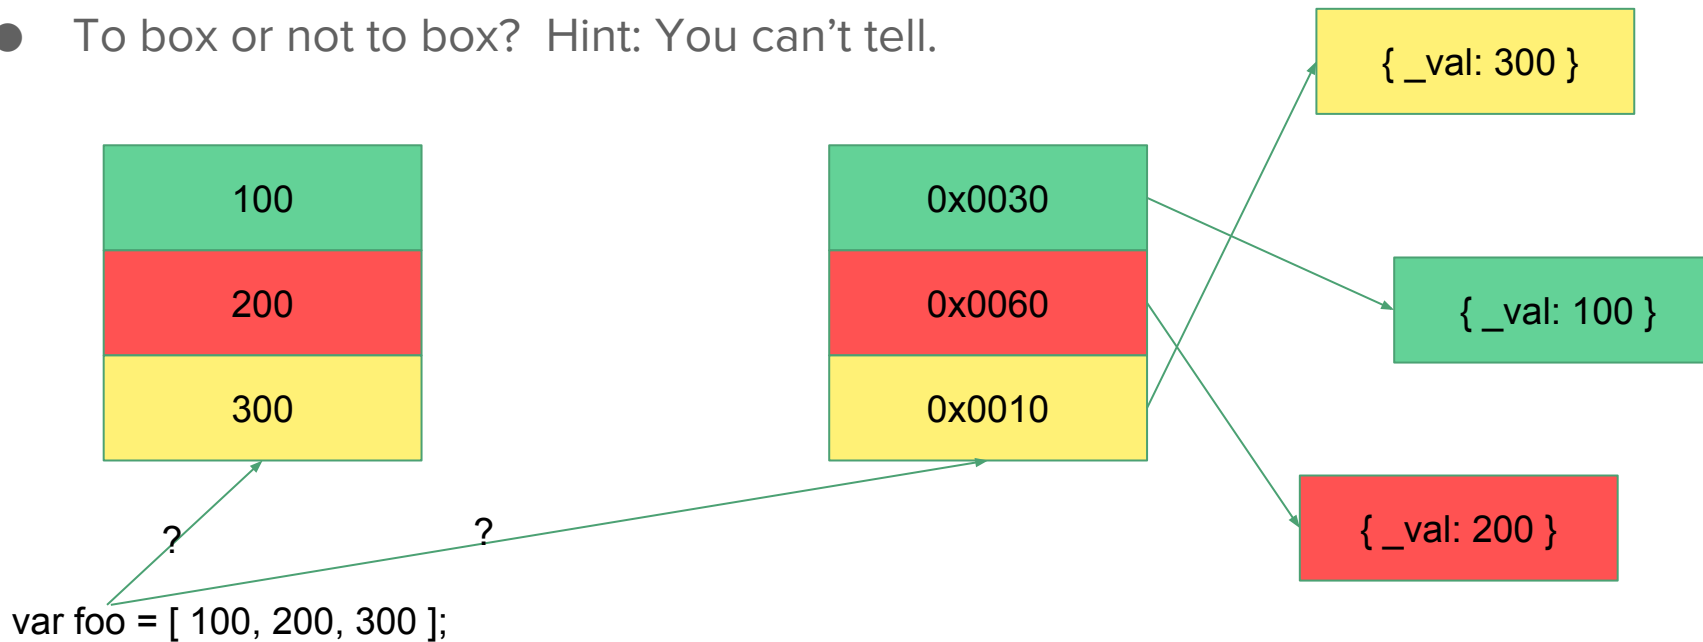 ● To box or not to box? Hint: You can’t tell.
{ _val: 300 }
100
200
300
0x0030
0x0060
0x0010
{ _val: 100 }
{ _val: 200 }
?
?
var foo = [ 100, 200, 300 ];